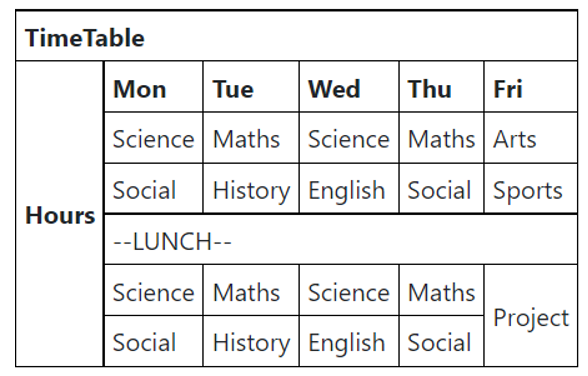 TimeTable
Mon Tue Wed Thu Fri
Science Maths Science Maths Arts
Social History English Social Sports
Hours
--LUNCH--
Science Maths Science Maths
Project
Social History English Social